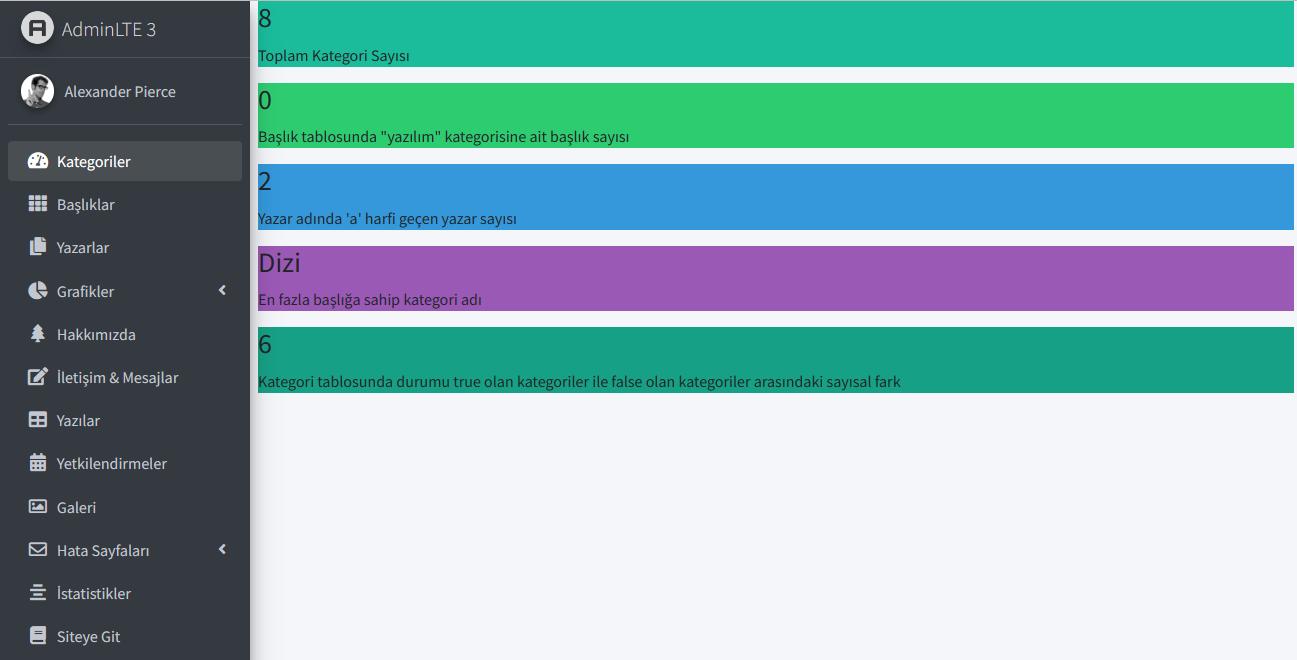 AdminLTE 3
Alexander Pierce
Kategoriler
Başlıklar
Yazarlar
Grafikler
Hakkımızda
İletişim & Mesajlar
Yazılar
Yetkilendirmeler
Galeri
Hata Sayfaları
İstatistikler
Siteye Git
8
Toplam Kategori Sayısı
0
Başlık tablosunda "yazılım" kategorisine ait başlık sayısı
2
Yazar adında 'a' harfi geçen yazar sayısı
Dizi
En fazla başlığa sahip kategori adı
6
Kategori tablosunda durumu true olan kategoriler ile false olan kategoriler arasındaki sayısal fark